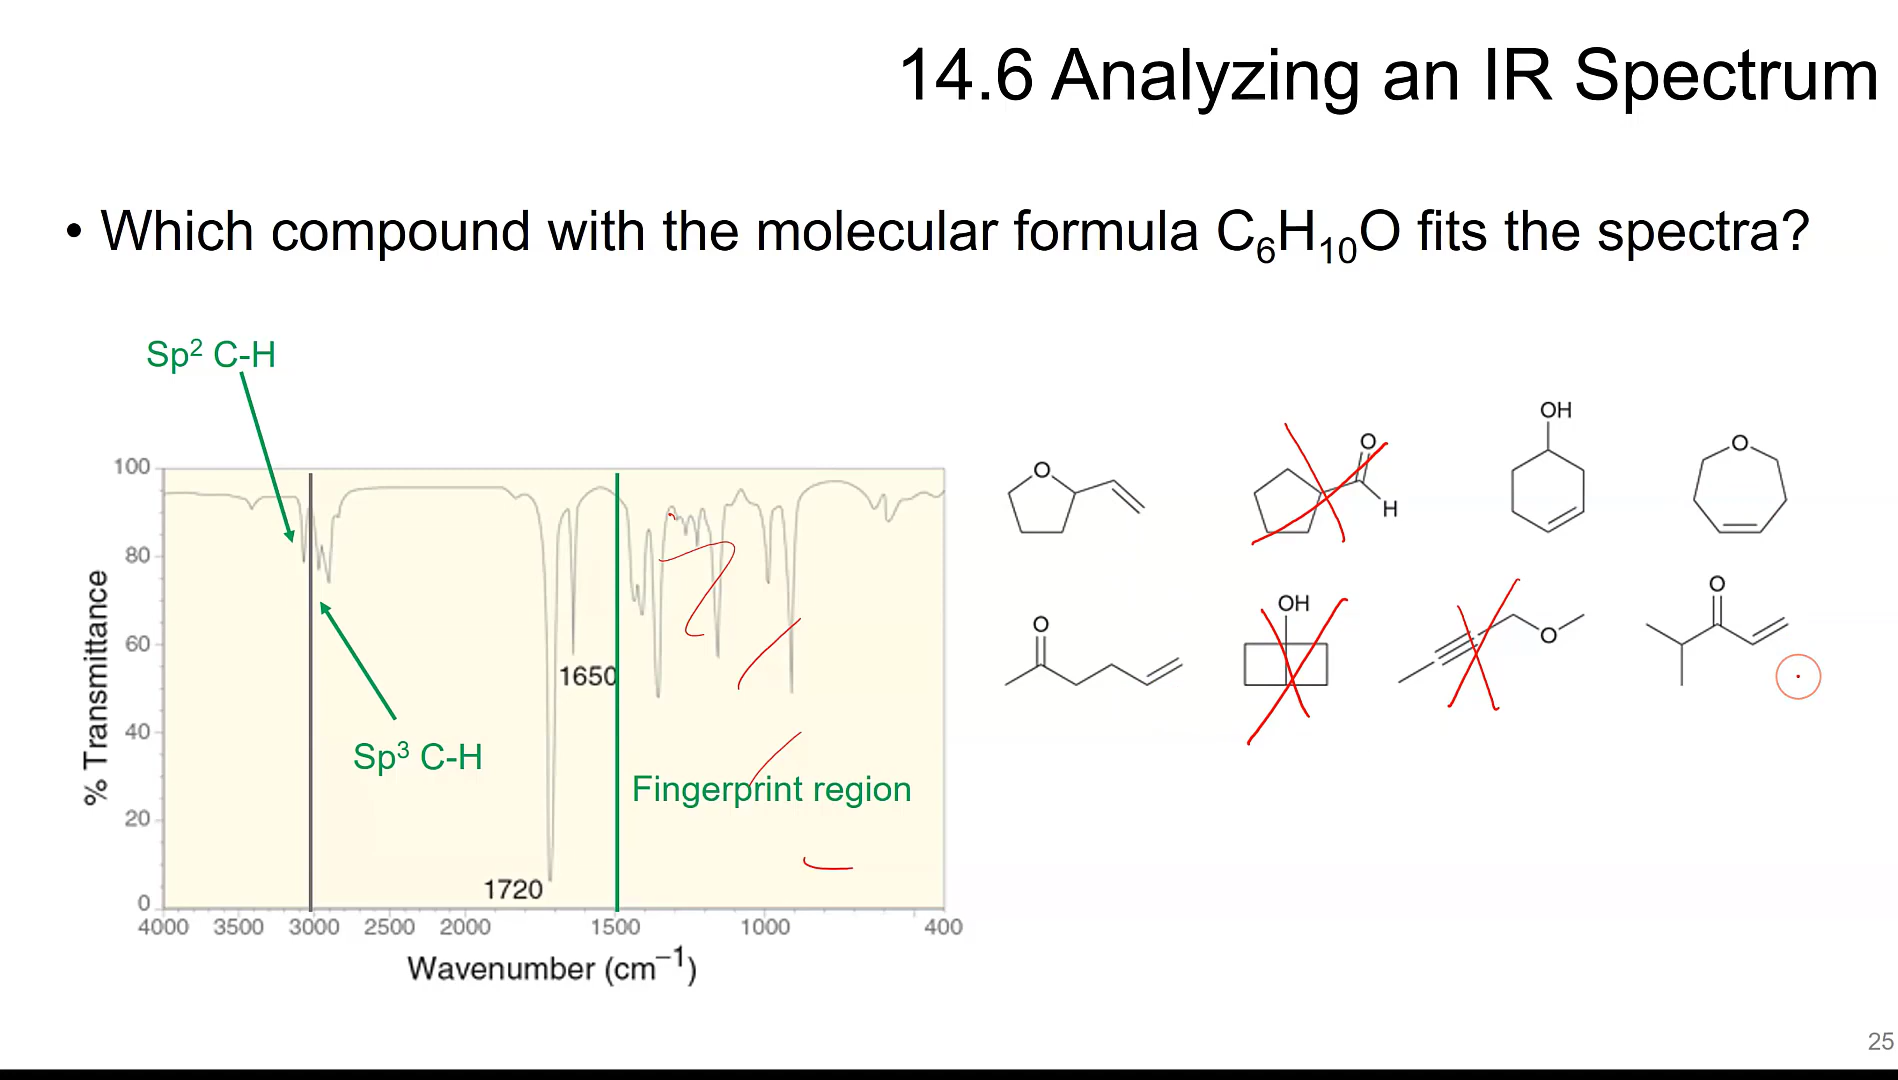 14.6 Analyzing an IR Spectrum
• Which compound with the molecular formula C₆H₁₀O fits the spectra?
Sp² C-H
Sp³ C-H
Fingerprint region
1650
1720
100
80
60
40
20
0
% Transmittance
4000 3500 3000 2500 2000 1500 1000 400
Wavenumber (cm⁻¹)
O
O
H
OH
O
O
OH
O
O
25